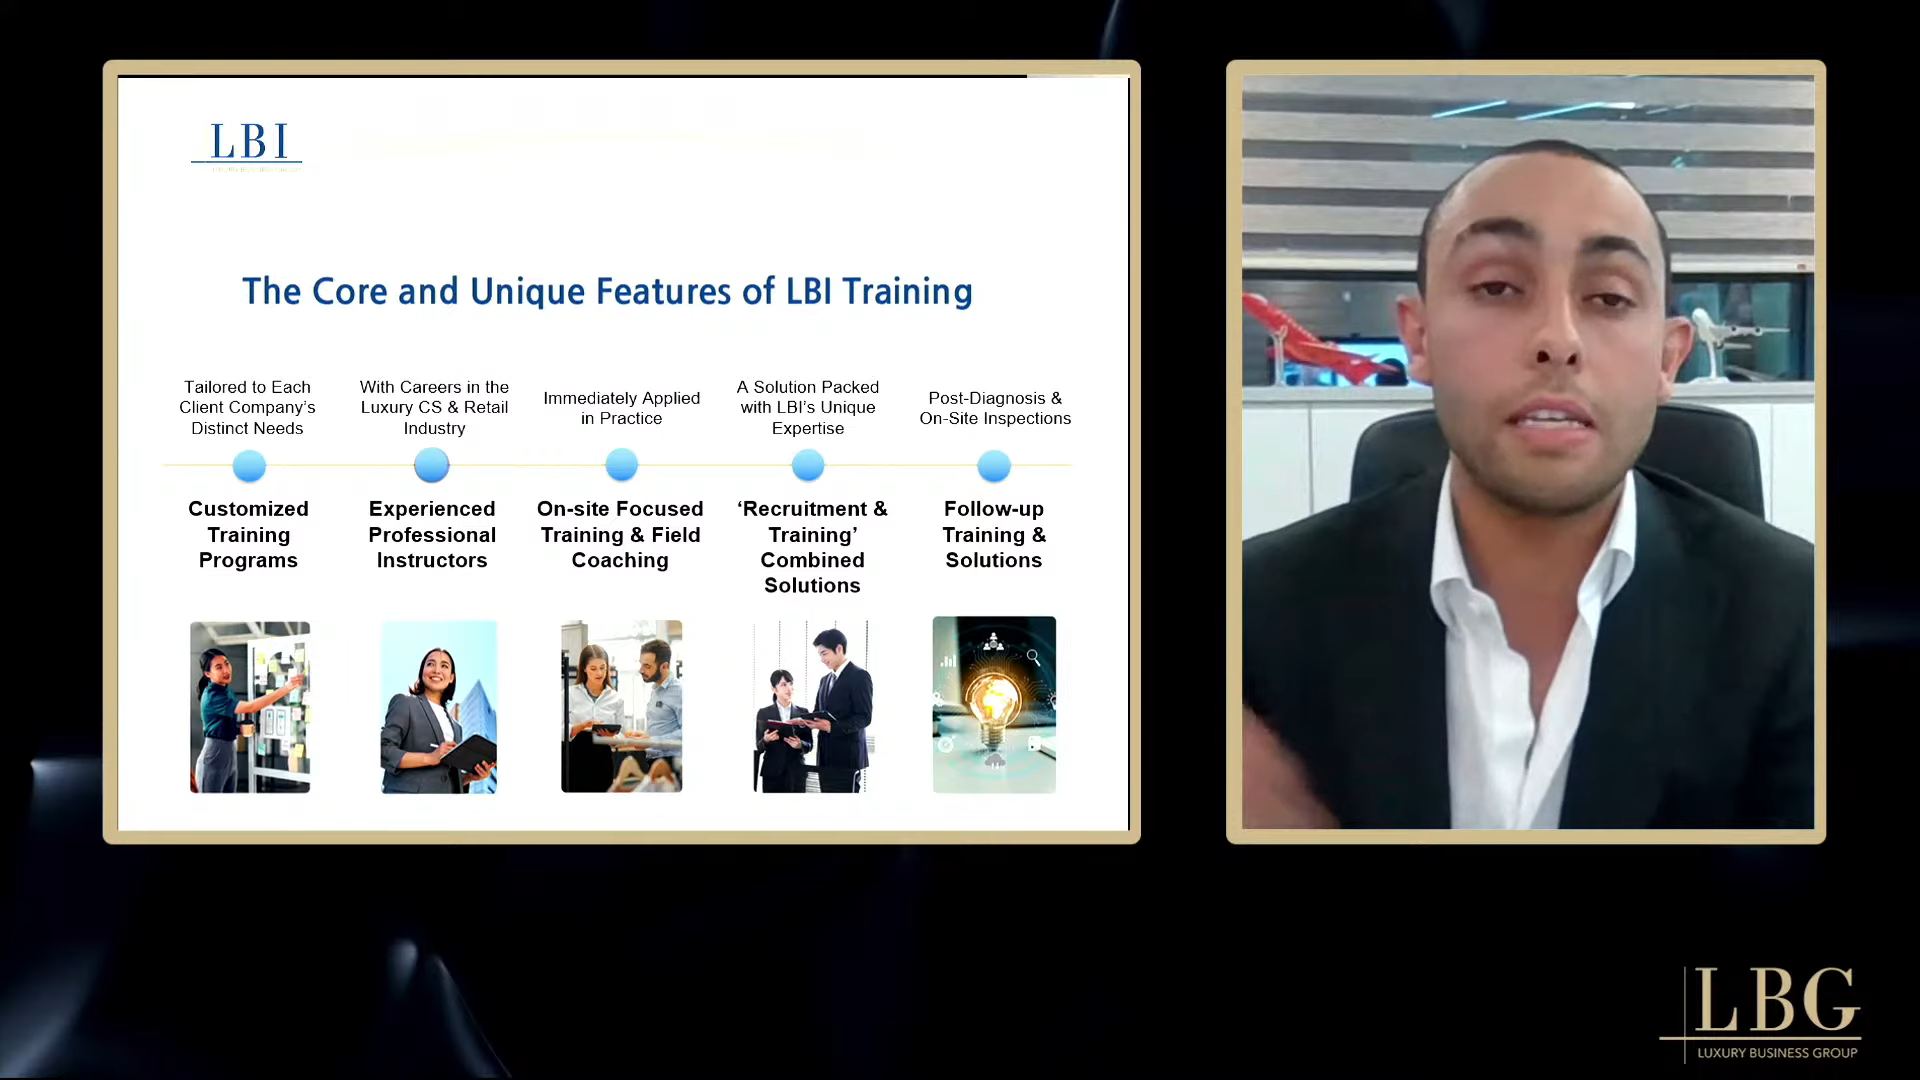 LBI
The Core and Unique Features of LBI Training
Tailored to Each
Client Company's
Distinct Needs
Customized
Training
Programs
With Careers in the
Luxury CS & Retail
Industry
Experienced
Professional
Instructors
Immediately Applied
in Practice
On-site Focused
Training & Field
Coaching
A Solution Packed
with LBI's Unique
Expertise
‘Recruitment &
Training’
Combined
Solutions
Post-Diagnosis &
On-Site Inspections
Follow-up
Training &
Solutions
LBG
LUXURY BUSINESS GROUP